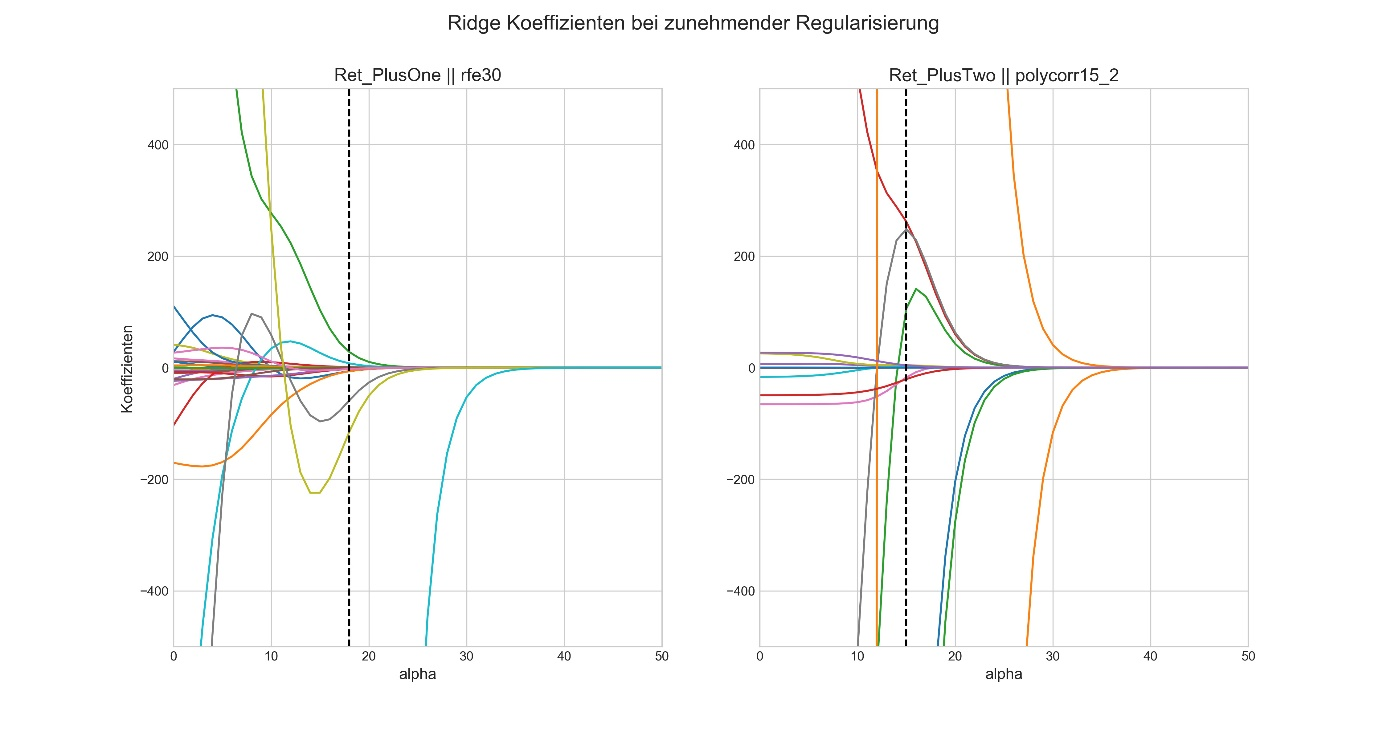 Ridge Koeffizienten bei zunehmender Regularisierung
Ret_PlusOne || rfe30
400
200
0
−200
−400
Koeffizienten
0 10 20 30 40 50
alpha
Ret_PlusTwo || polycorr15_2
400
200
0
−200
−400
0 10 20 30 40 50
alpha